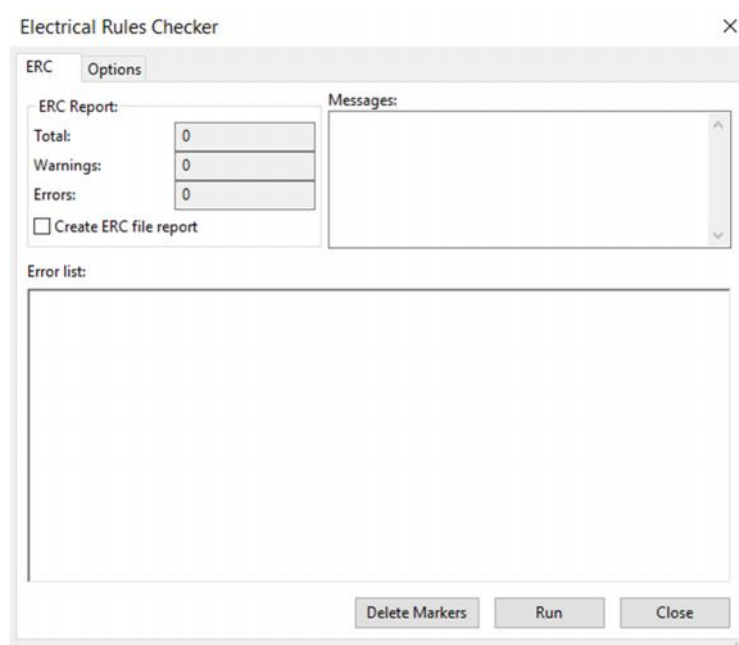 Electrical Rules Checker
ERC Options
ERC Report:
Total: 0
Warnings: 0
Errors: 0
Create ERC file report
Messages:
Error list:
Delete Markers Run Close